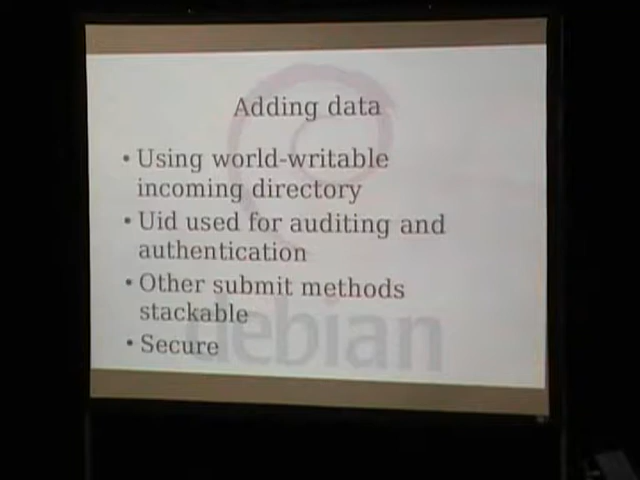 Adding data
• Using world-writable
incoming directory
• Uid used for auditing and
authentication
• Other submit methods
stackable
• Secure
debian